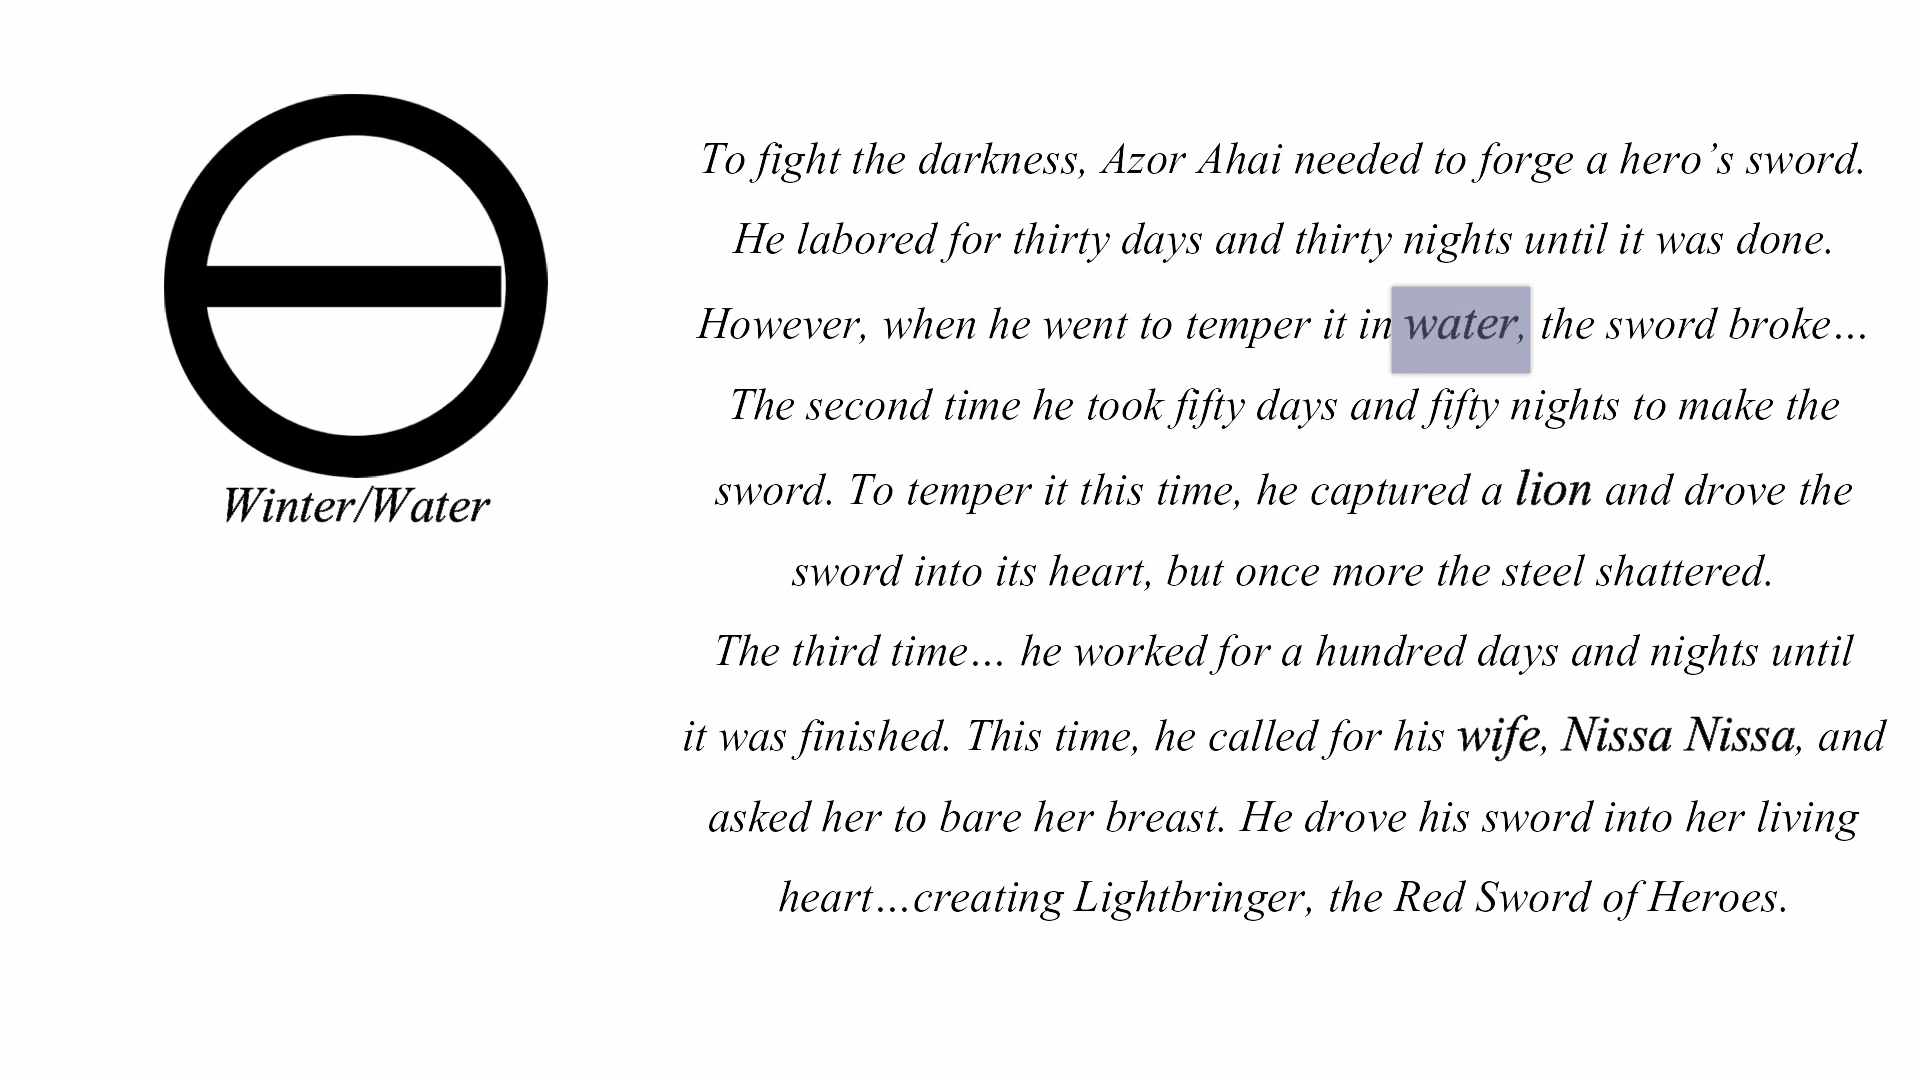 To fight the darkness, Azor Ahai needed to forge a hero’s sword.
He labored for thirty days and thirty nights until it was done.
However, when he went to temper it in water, the sword broke…
The second time he took fifty days and fifty nights to make the
sword. To temper it this time, he captured a lion and drove the
sword into its heart, but once more the steel shattered.
The third time… he worked for a hundred days and nights until
it was finished. This time, he called for his wife, Nissa Nissa, and
asked her to bare her breast. He drove his sword into her living
heart…creating Lightbringer, the Red Sword of Heroes.
Winter/Water